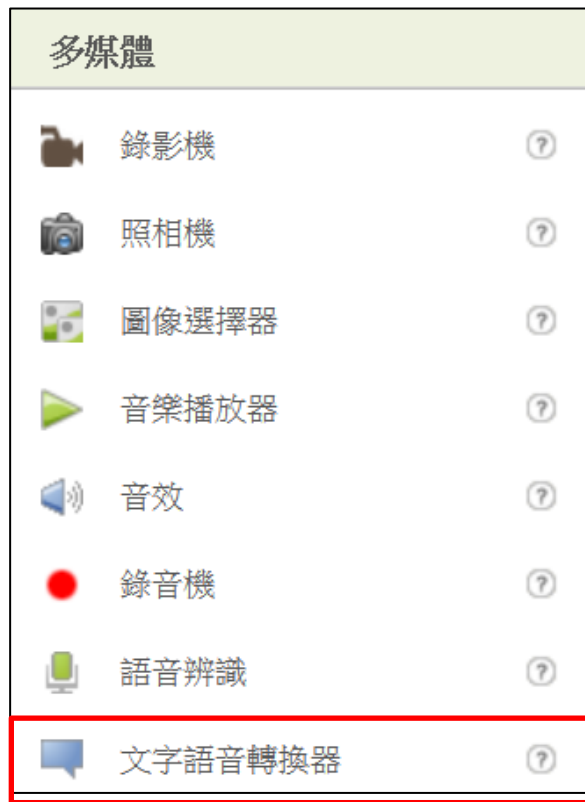 多媒體
錄影機 ?
照相機 ?
圖像選擇器 ?
音樂播放器 ?
音效 ?
錄音機 ?
語音辨識 ?
文字語音轉換器 ?